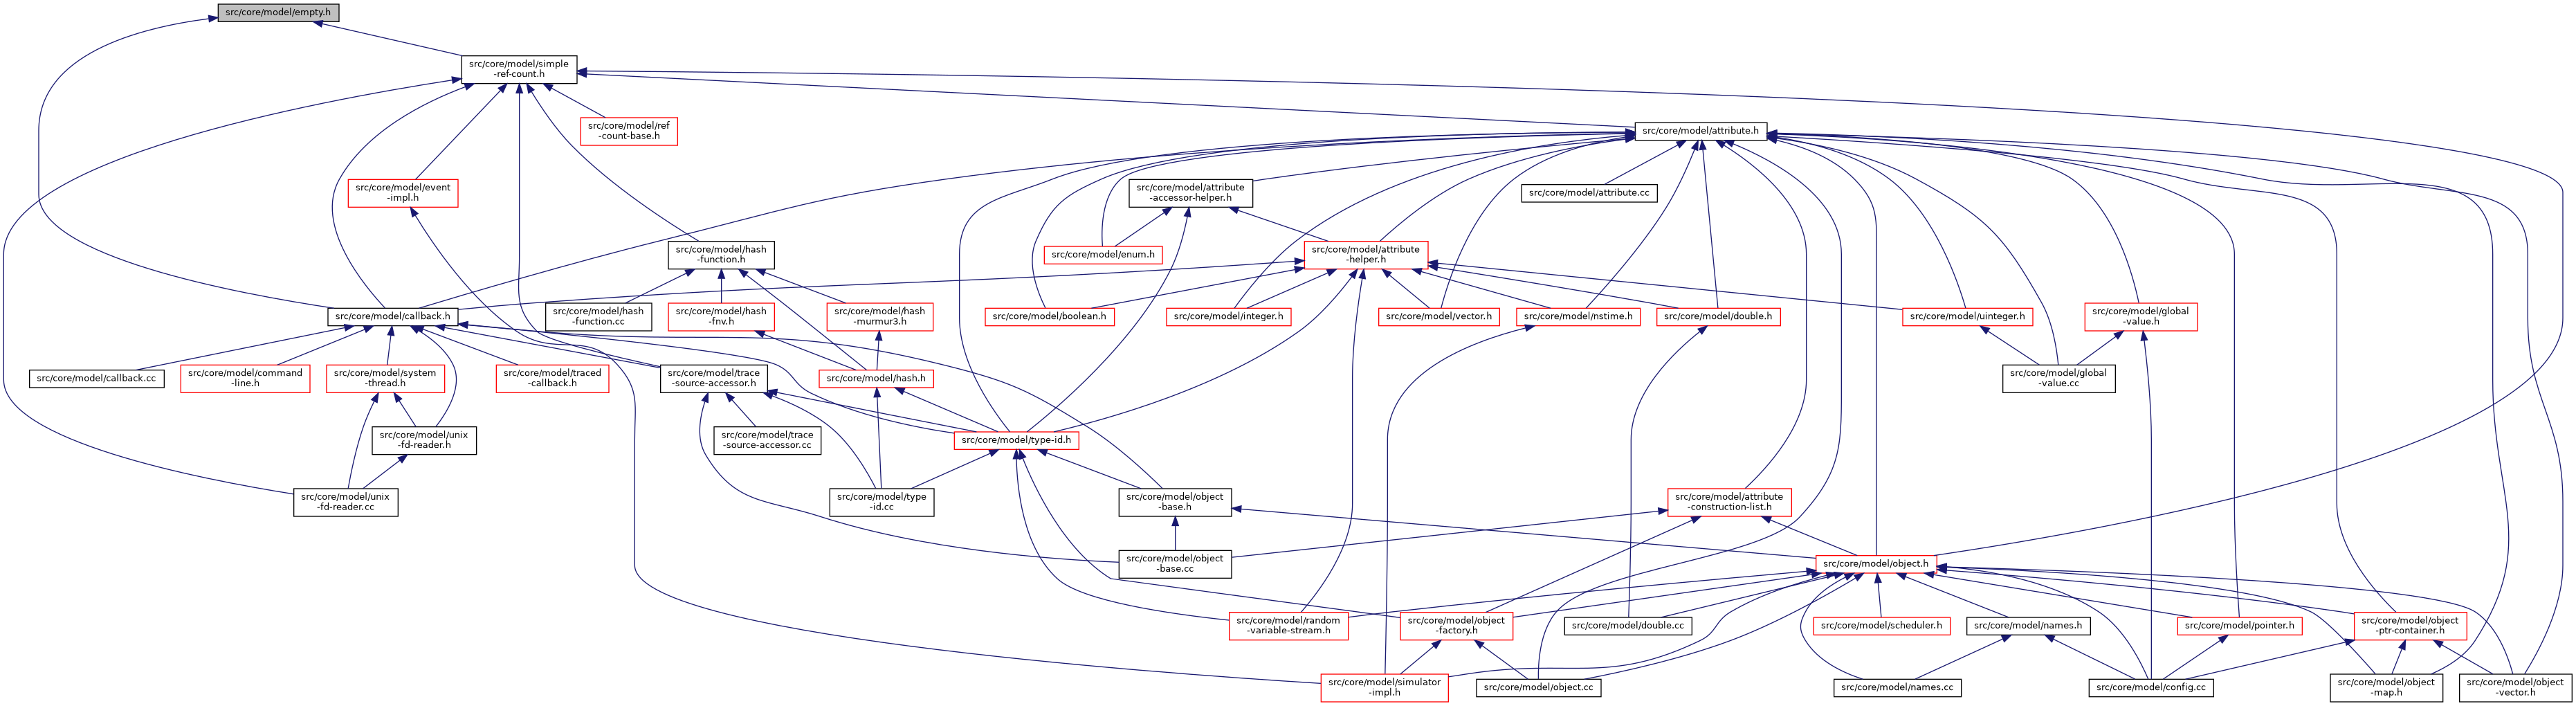 src/core/model/empty.h
src/core/model/simple
-ref-count.h
src/core/model/ref
-count-base.h
src/core/model/attribute.h
src/core/model/event
-impl.h
src/core/model/attribute
-accessor-helper.h
src/core/model/attribute.cc
src/core/model/hash
-function.h
src/core/model/enum.h
src/core/model/attribute
-helper.h
src/core/model/callback.h
src/core/model/hash
-function.cc
src/core/model/hash
-fnv.h
src/core/model/hash
-murmur3.h
src/core/model/boolean.h
src/core/model/integer.h
src/core/model/vector.h
src/core/model/nstime.h
src/core/model/double.h
src/core/model/uinteger.h
src/core/model/global
-value.h
src/core/model/callback.cc
src/core/model/command
-line.h
src/core/model/system
-thread.h
src/core/model/traced
-callback.h
src/core/model/trace
-source-accessor.h
src/core/model/hash.h
src/core/model/global
-value.cc
src/core/model/unix
-fd-reader.h
src/core/model/trace
-source-accessor.cc
src/core/model/type-id.h
src/core/model/unix
-fd-reader.cc
src/core/model/type
-id.cc
src/core/model/object
-base.h
src/core/model/attribute
-construction-list.h
src/core/model/object
-base.cc
src/core/model/object.h
src/core/model/random
-variable-stream.h
src/core/model/object
-factory.h
src/core/model/double.cc
src/core/model/scheduler.h
src/core/model/names.h
src/core/model/pointer.h
src/core/model/object
-ptr-container.h
src/core/model/simulator
-impl.h
src/core/model/object.cc
src/core/model/names.cc
src/core/model/config.cc
src/core/model/object
-map.h
src/core/model/object
-vector.h